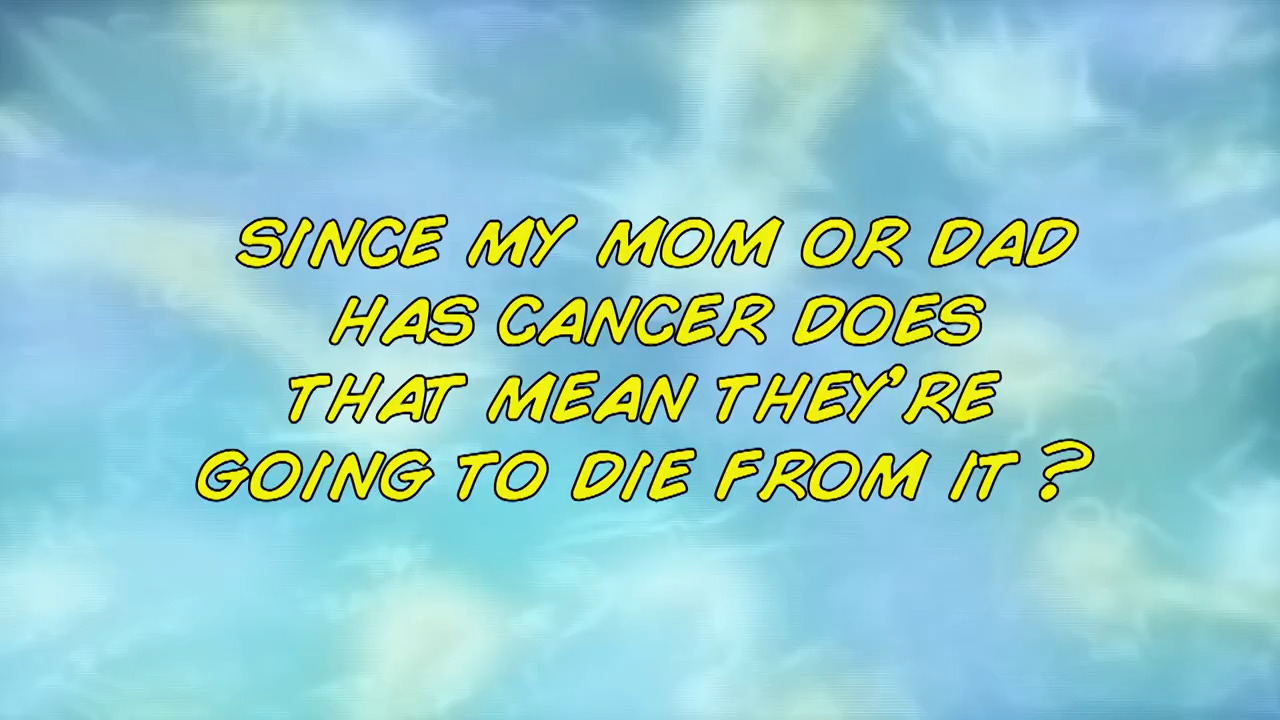 SINCE MY MOM OR DAD
HAS CANCER DOES
THAT MEAN THEY'RE
GOING TO DIE FROM IT ?